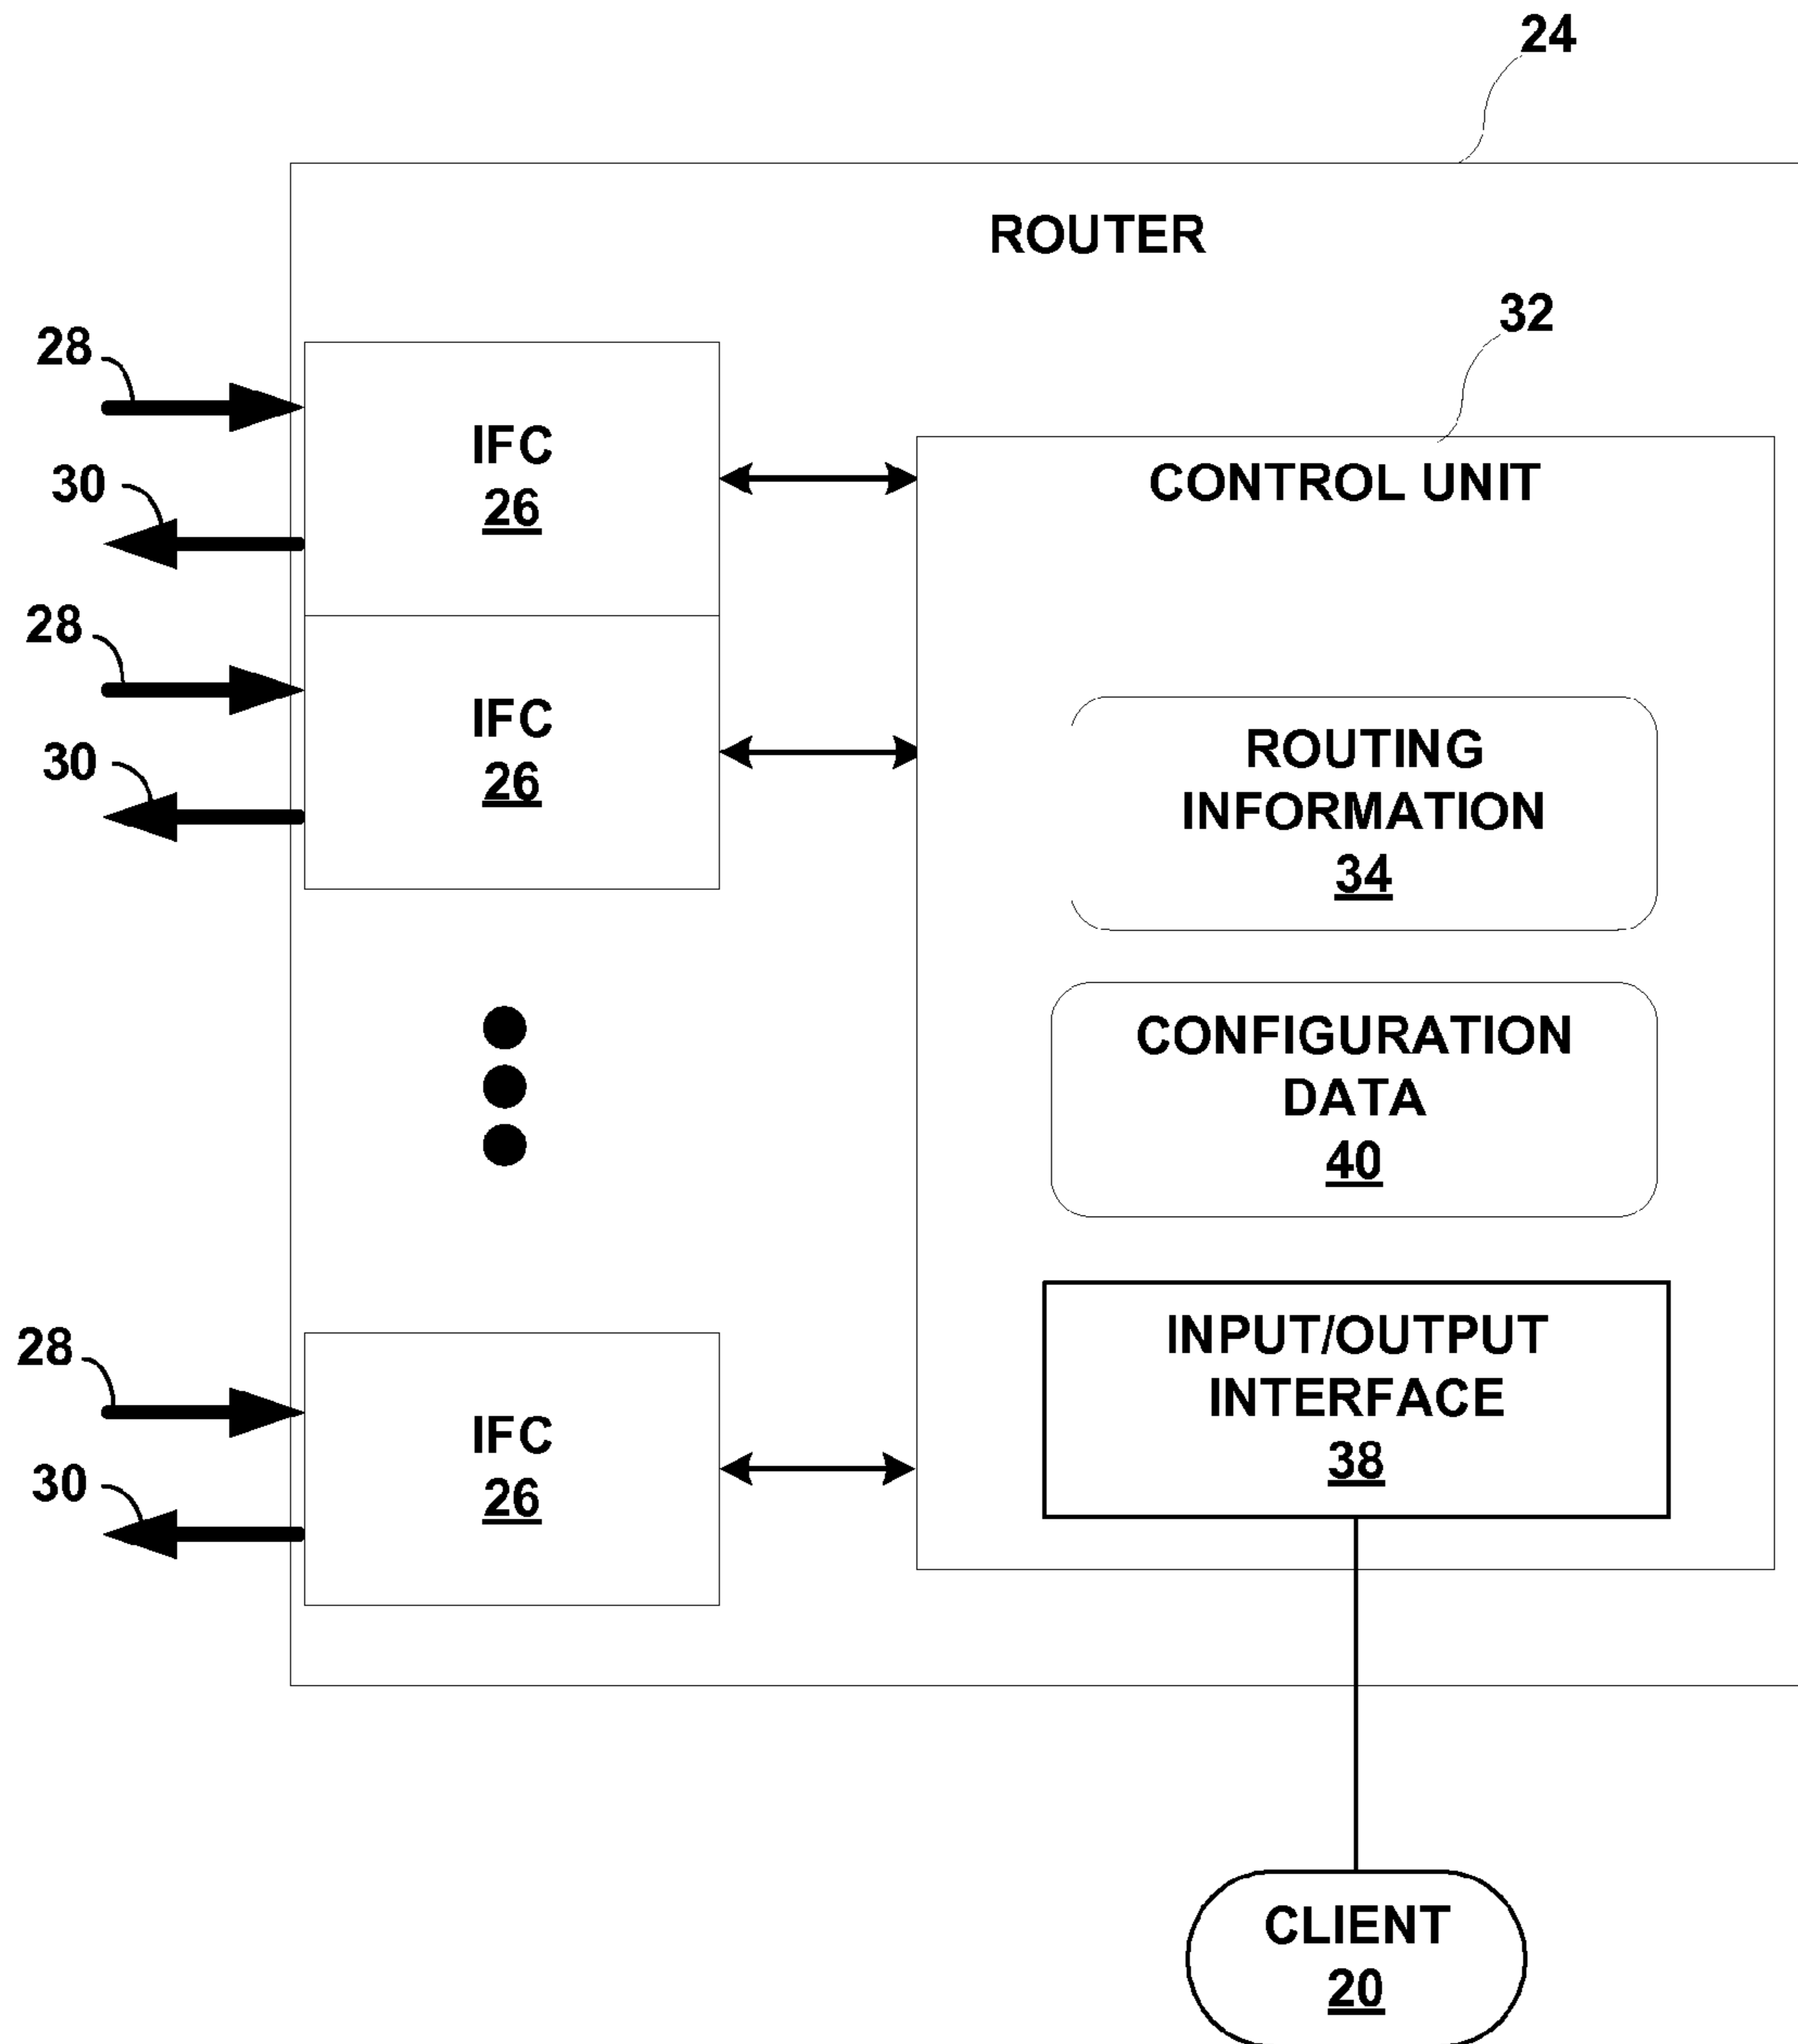 24
ROUTER
32
28
IFC
26
30
CONTROL UNIT
28
IFC
26
30
ROUTING
INFORMATION
34
CONFIGURATION
DATA
40
28
IFC
26
30
INPUT/OUTPUT
INTERFACE
38
CLIENT
20